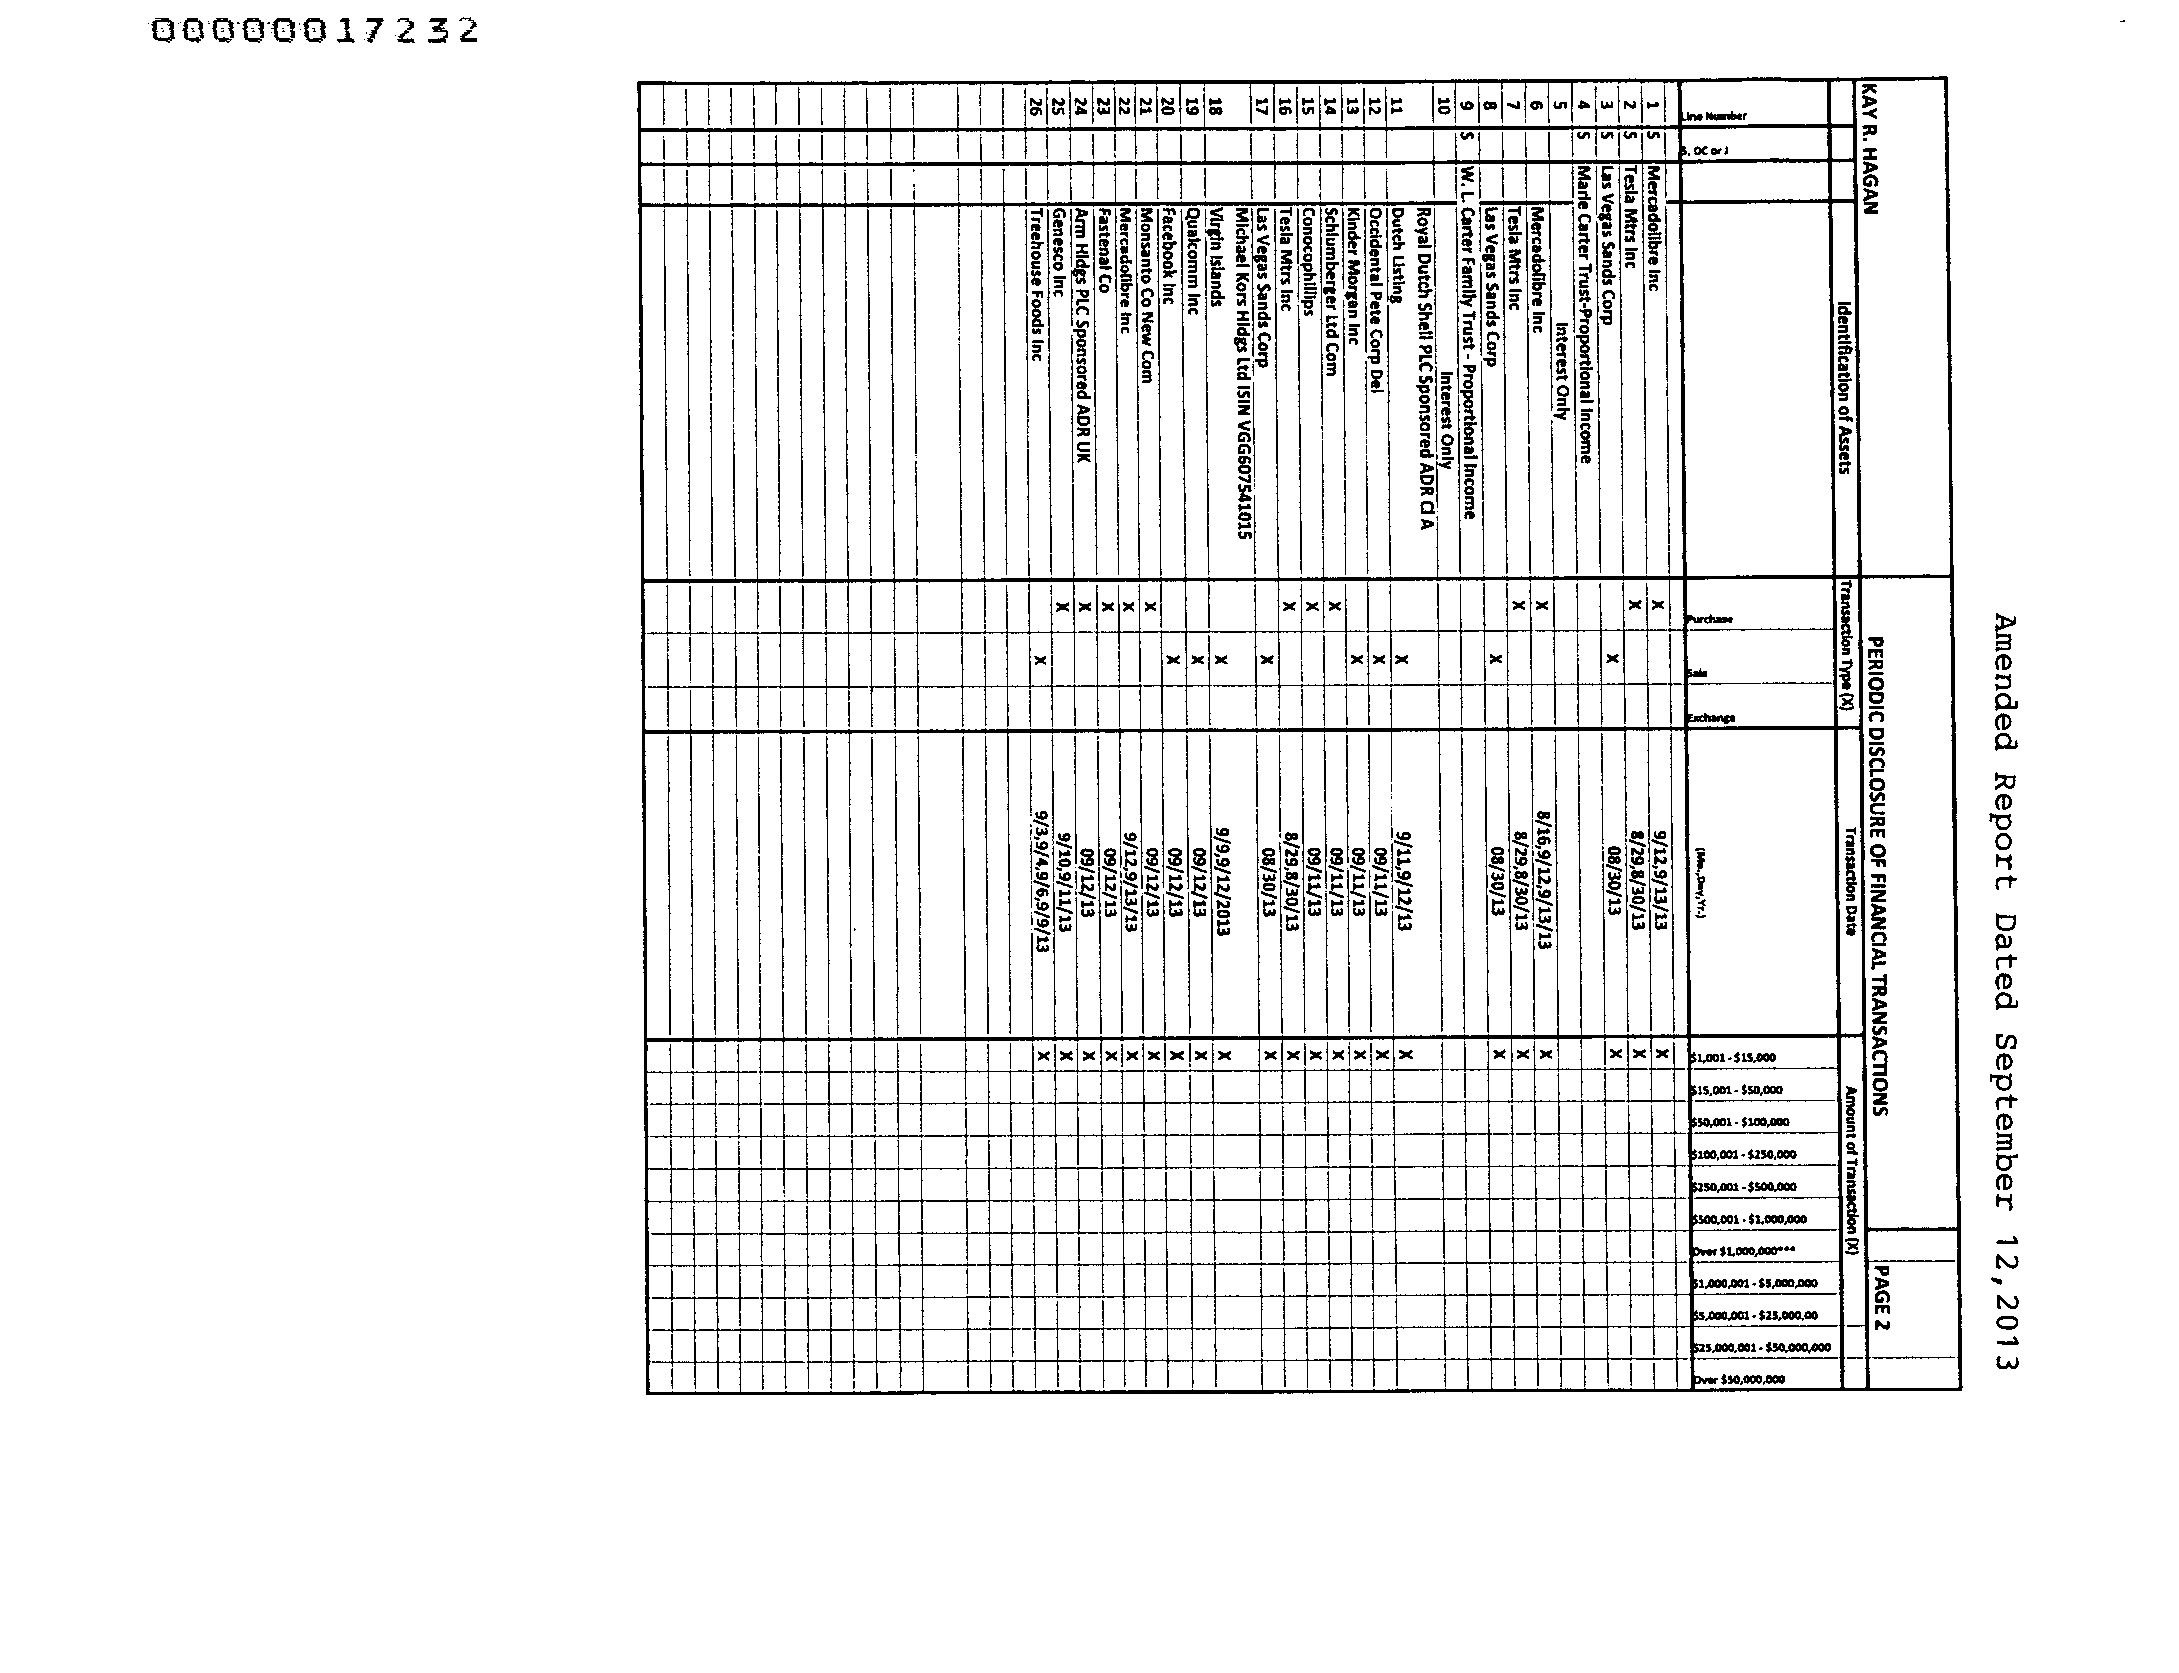 00000017232
Amended Report Dated September 12,2013
KAY R. HAGAN PERIODIC DISCLOSURE OF FINANCIAL TRANSACTIONS PAGE 2
Identification of Assets Transaction Type (X) Transaction Date Amount of Transaction (X)
Line Number S, DC or J Purchase Sale Exchange (Mo.,Day,Yr.) $1,001 - $15,000 $15,001 - $50,000 $50,001 - $100,000 $100,001 - $250,000 $250,001 - $500,000 $500,001 - $1,000,000 Over $1,000,000*** $1,000,001 - $5,000,000 $5,000,001 - $25,000,00 $25,000,001 - $50,000,000 Over $50,000,000
1 S Mercadolibre Inc X 9/12,9/13/13 X
2 S Tesla Mtrs Inc X 8/29,8/30/13 X
3 S Las Vegas Sands Corp X 08/30/13 X
4 S Marie Carter Trust-Proportional Income
5 Interest Only
6 Mercadolibre Inc X 8/16,9/12,9/13/13 X
7 Tesla Mtrs Inc X 8/29,8/30/13 X
8 Las Vegas Sands Corp X 08/30/13 X
9 S W. L. Carter Family Trust - Proportional Income
10 Interest Only
Royal Dutch Shell PLC Sponsored ADR Cl A
11 Dutch Listing X 9/11,9/12/13 X
12 Occidental Pete Corp Del X 09/11/13 X
13 Kinder Morgan Inc X 09/11/13 X
14 Schlumberger Ltd Com X 09/11/13 X
15 Conocophillips X 09/11/13 X
16 Tesla Mtrs Inc X 8/29,8/30/13 X
17 Las Vegas Sands Corp X 08/30/13 X
Michael Kors Hldgs Ltd ISIN VGG607541015
18 Virgin Islands X 9/9,9/12/2013 X
19 Qualcomm Inc X 09/12/13 X
20 Facebook Inc X 09/12/13 X
21 Monsanto Co New Com X 09/12/13 X
22 Mercadolibre Inc X 9/12,9/13/13 X
23 Fastenal Co X 09/12/13 X
24 Arm Hldgs PLC Sponsored ADR UK X 09/12/13 X
25 Genesco Inc X 9/10,9/11/13 X
26 Treehouse Foods Inc X 9/3,9/4,9/6,9/9/13 X